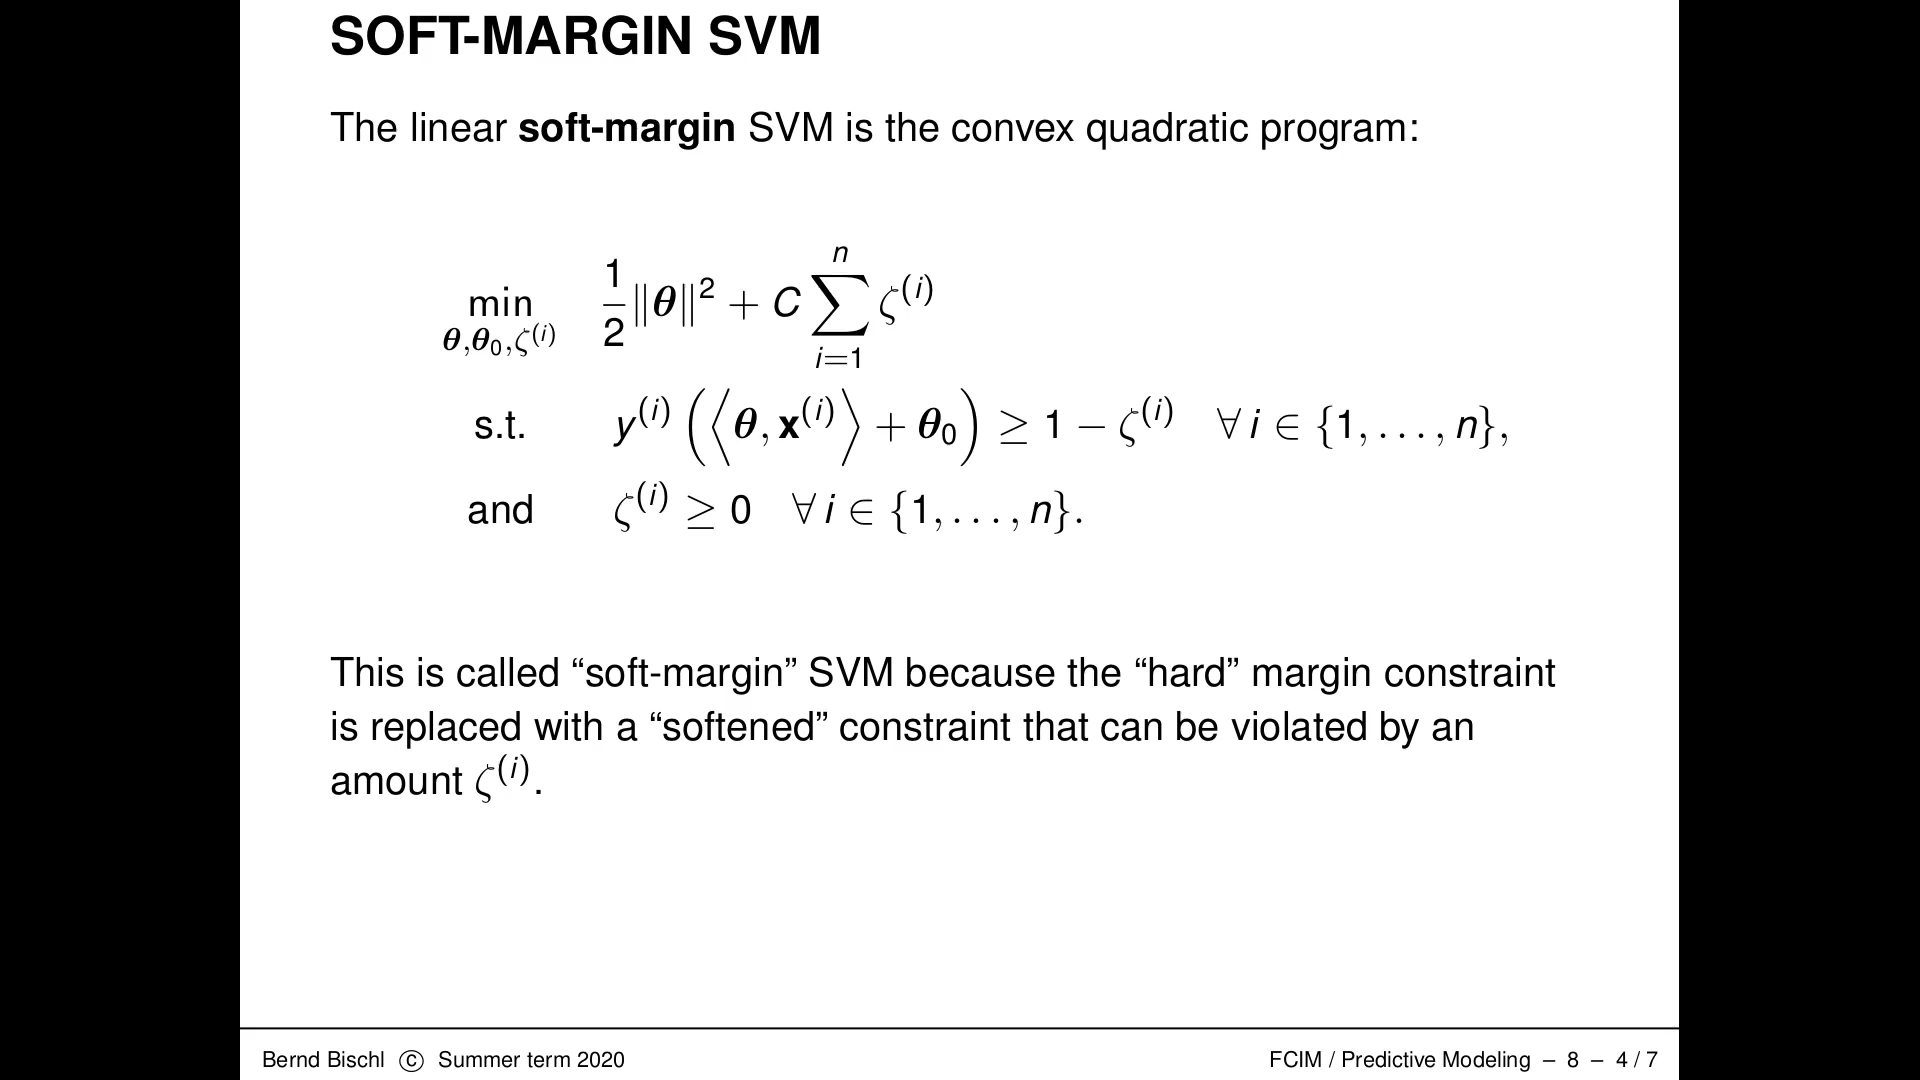 SOFT-MARGIN SVM
The linear soft-margin SVM is the convex quadratic program:
min_{θ,θ₀,ζ^{(i)}} \frac{1}{2}‖θ‖² + C ∑_{i=1}^{n} ζ^{(i)}
s.t. y^{(i)} (⟨θ, x^{(i)}⟩ + θ₀) ≥ 1 − ζ^{(i)} ∀ i ∈ {1, . . . , n},
and ζ^{(i)} ≥ 0 ∀ i ∈ {1, . . . , n}.
This is called “soft-margin” SVM because the “hard” margin constraint
is replaced with a “softened” constraint that can be violated by an
amount ζ^{(i)}.
Bernd Bischl © Summer term 2020 FCIM / Predictive Modeling – 8 – 4 / 7